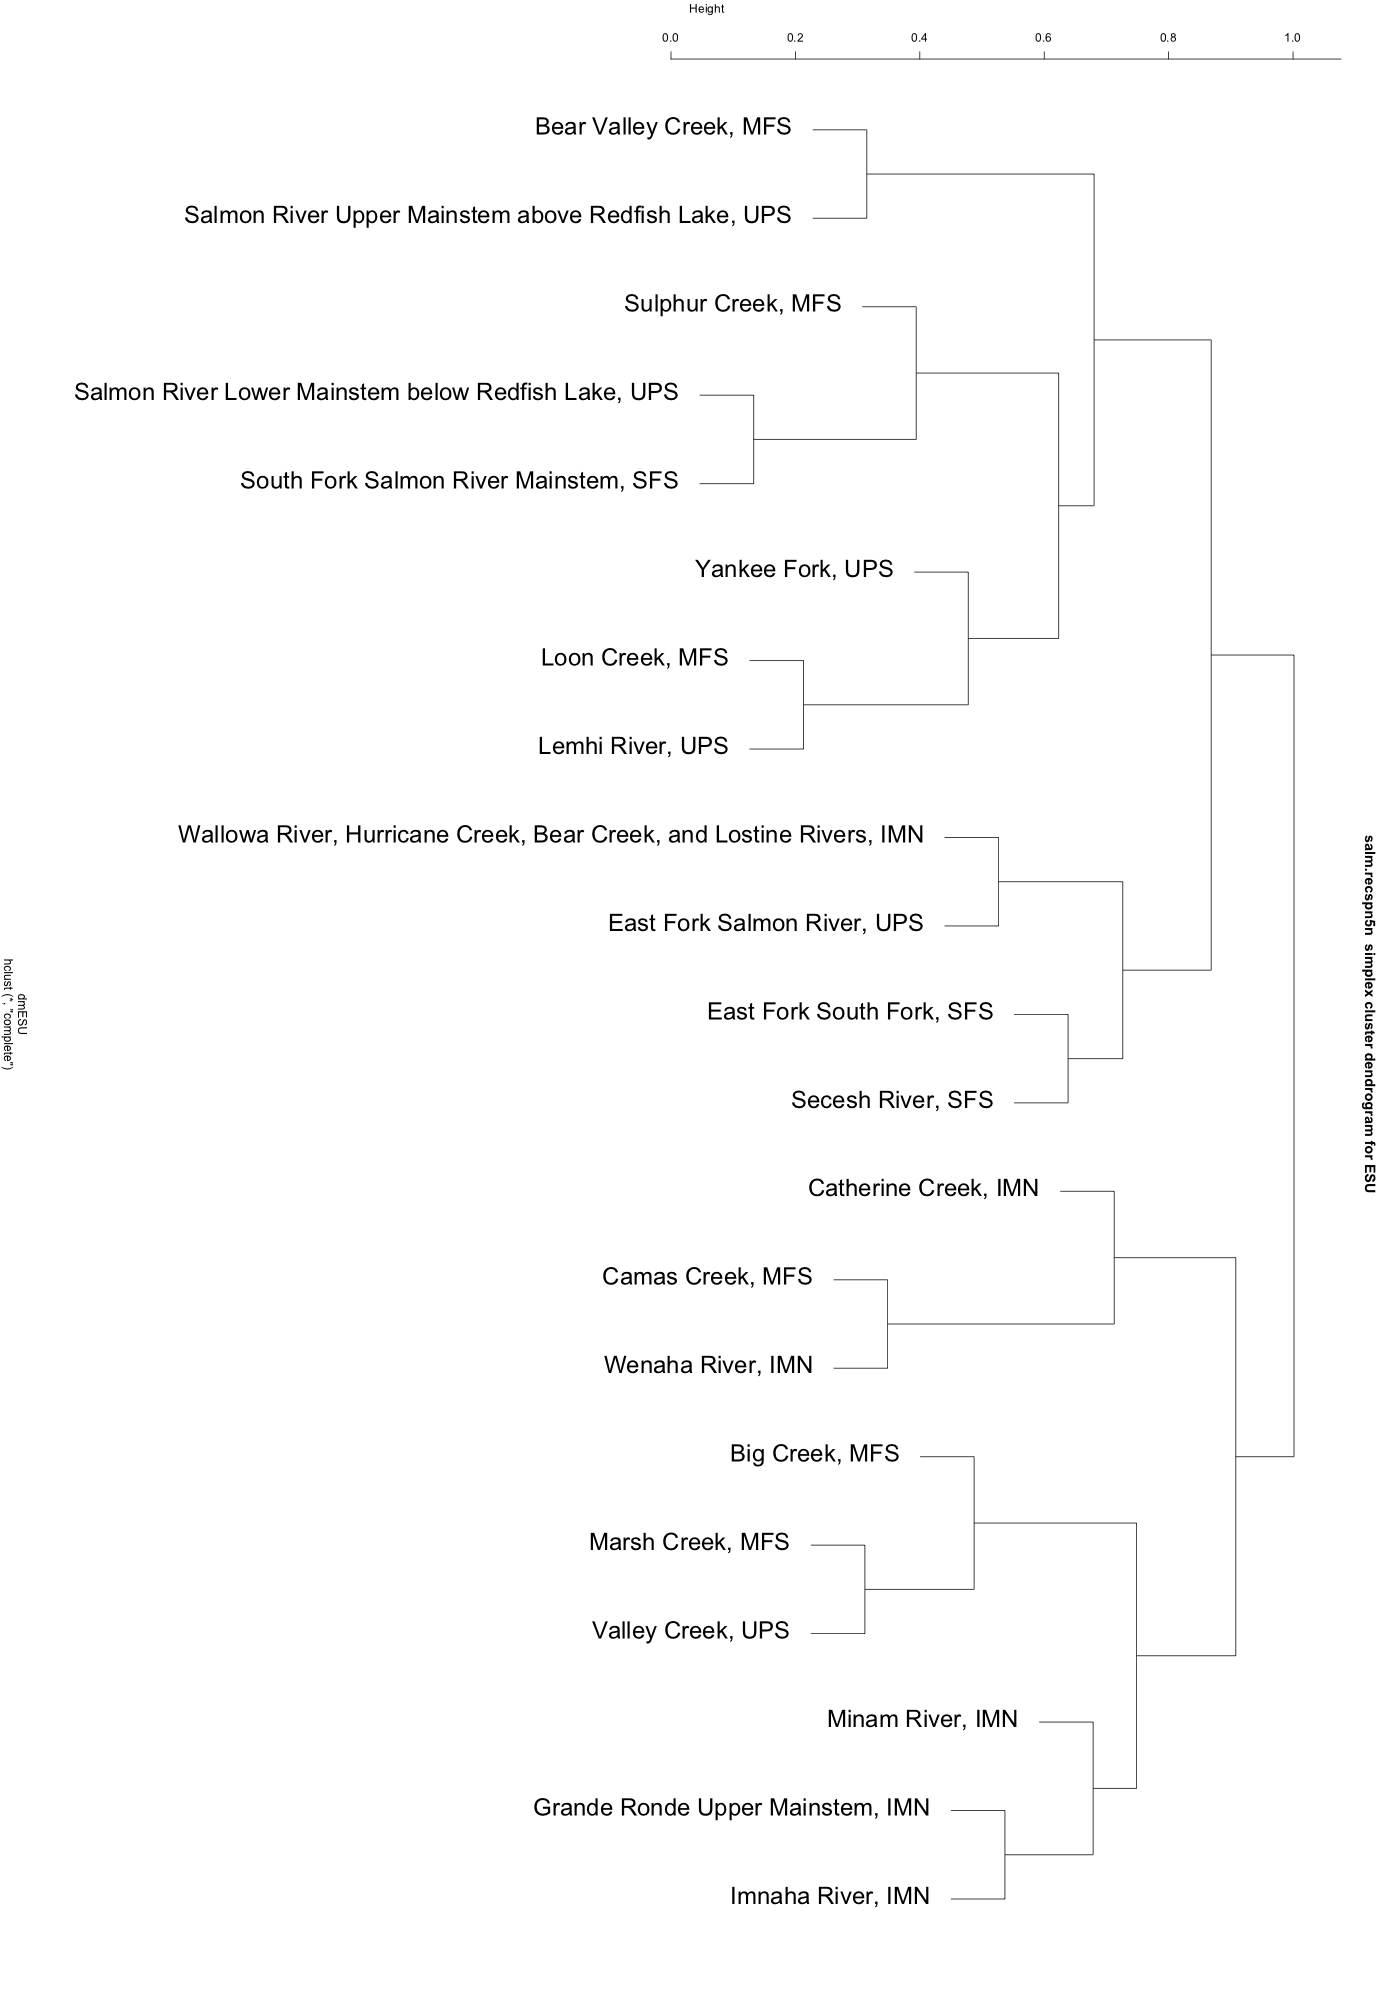 Height
0.0 0.2 0.4 0.6 0.8 1.0
Bear Valley Creek, MFS
Salmon River Upper Mainstem above Redfish Lake, UPS
Sulphur Creek, MFS
Salmon River Lower Mainstem below Redfish Lake, UPS
South Fork Salmon River Mainstem, SFS
Yankee Fork, UPS
Loon Creek, MFS
Lemhi River, UPS
Wallowa River, Hurricane Creek, Bear Creek, and Lostine Rivers, IMN
East Fork Salmon River, UPS
East Fork South Fork, SFS
Secesh River, SFS
Catherine Creek, IMN
Camas Creek, MFS
Wenaha River, IMN
Big Creek, MFS
Marsh Creek, MFS
Valley Creek, UPS
Minam River, IMN
Grande Ronde Upper Mainstem, IMN
Imnaha River, IMN
salm.recspn5n simplex cluster dendrogram for ESU
dmESU
hclust (*, "complete")